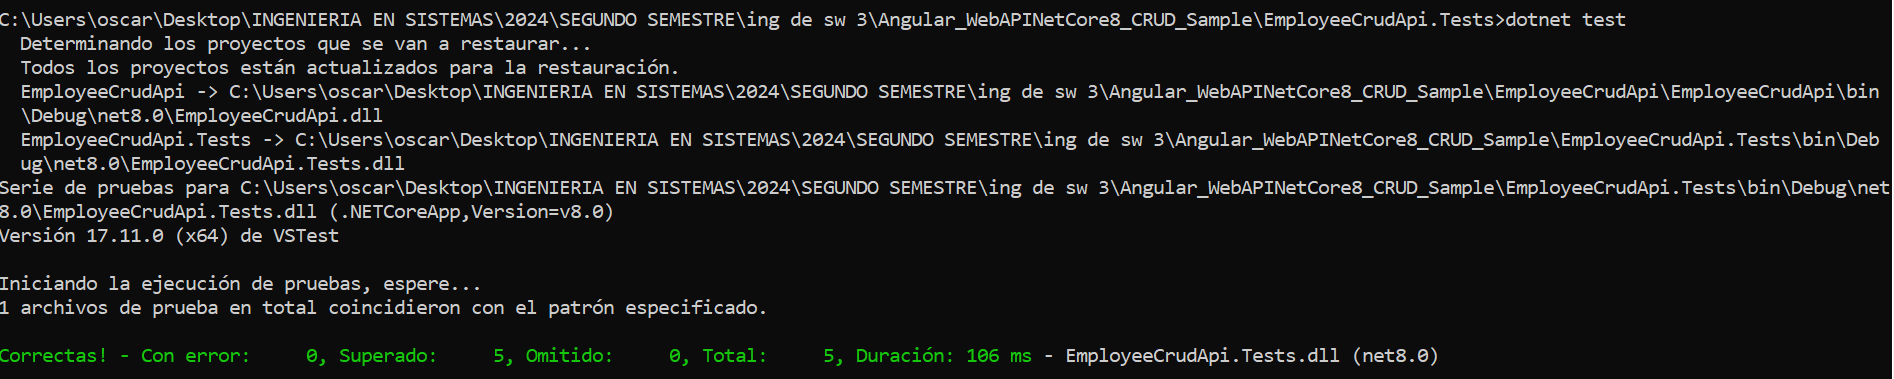 C:\Users\oscar\Desktop\INGENIERIA EN SISTEMAS\2024\SEGUNDO SEMESTRE\ing de sw 3\Angular_WebAPINetCore8_CRUD_Sample\EmployeeCrudApi.Tests>dotnet test
Determinando los proyectos que se van a restaurar...
Todos los proyectos están actualizados para la restauración.
EmployeeCrudApi -> C:\Users\oscar\Desktop\INGENIERIA EN SISTEMAS\2024\SEGUNDO SEMESTRE\ing de sw 3\Angular_WebAPINetCore8_CRUD_Sample\EmployeeCrudApi\EmployeeCrudApi\bin
\Debug\net8.0\EmployeeCrudApi.dll
EmployeeCrudApi.Tests -> C:\Users\oscar\Desktop\INGENIERIA EN SISTEMAS\2024\SEGUNDO SEMESTRE\ing de sw 3\Angular_WebAPINetCore8_CRUD_Sample\EmployeeCrudApi.Tests\bin\Deb
ug\net8.0\EmployeeCrudApi.Tests.dll
Serie de pruebas para C:\Users\oscar\Desktop\INGENIERIA EN SISTEMAS\2024\SEGUNDO SEMESTRE\ing de sw 3\Angular_WebAPINetCore8_CRUD_Sample\EmployeeCrudApi.Tests\bin\Debug\net
8.0\EmployeeCrudApi.Tests.dll (.NETCoreApp,Version=v8.0)
Versión 17.11.0 (x64) de VSTest
Iniciando la ejecución de pruebas, espere...
1 archivos de prueba en total coincidieron con el patrón especificado.
Correctas! - Con error:     0, Superado:     5, Omitido:     0, Total:     5, Duración: 106 ms - EmployeeCrudApi.Tests.dll (net8.0)